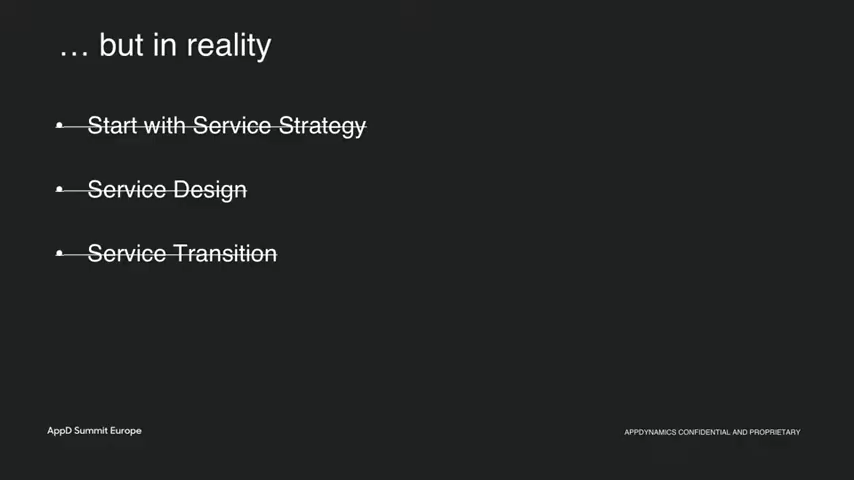 … but in reality
• Start with Service Strategy
• Service Design
• Service Transition
AppD Summit Europe
APPDYNAMICS CONFIDENTIAL AND PROPRIETARY